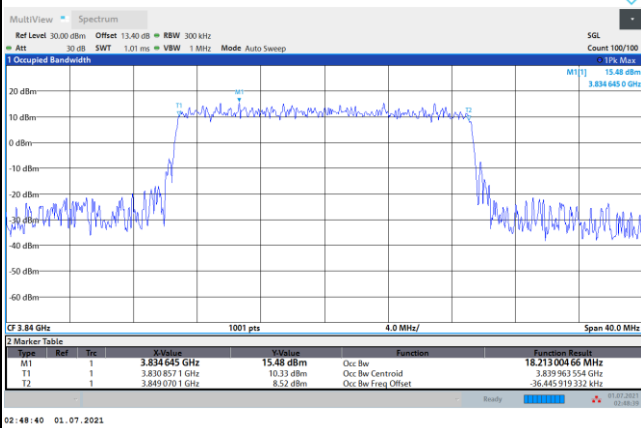 MultiView Spectrum
Ref Level 30.00 dBm Offset 13.40 dB RBW 300 kHz SGL
Att 30 dB SWT 1.01 ms VBW 1 MHz Mode Auto Sweep Count 100/100
1 Occupied Bandwidth 1Pk Max
M1[1] 15.48 dBm
3.834 645 0 GHz
20 dBm
T1 M1 T2
10 dBm
0 dBm
-10 dBm
-20 dBm
-30 dBm
-40 dBm
-50 dBm
-60 dBm
CF 3.84 GHz 1001 pts 4.0 MHz/ Span 40.0 MHz
2 Marker Table
Type Ref Trc X-Value Y-Value Function Function Result
M1 1 3.834 645 GHz 15.48 dBm Occ Bw 18.213 004 66 MHz
T1 1 3.830 857 1 GHz 10.33 dBm Occ Bw Centroid 3.839 963 554 GHz
T2 1 3.849 070 1 GHz 8.52 dBm Occ Bw Freq Offset -36.445 919 332 kHz
Ready 01.07.2021
02:48:39
02:48:40 01.07.2021